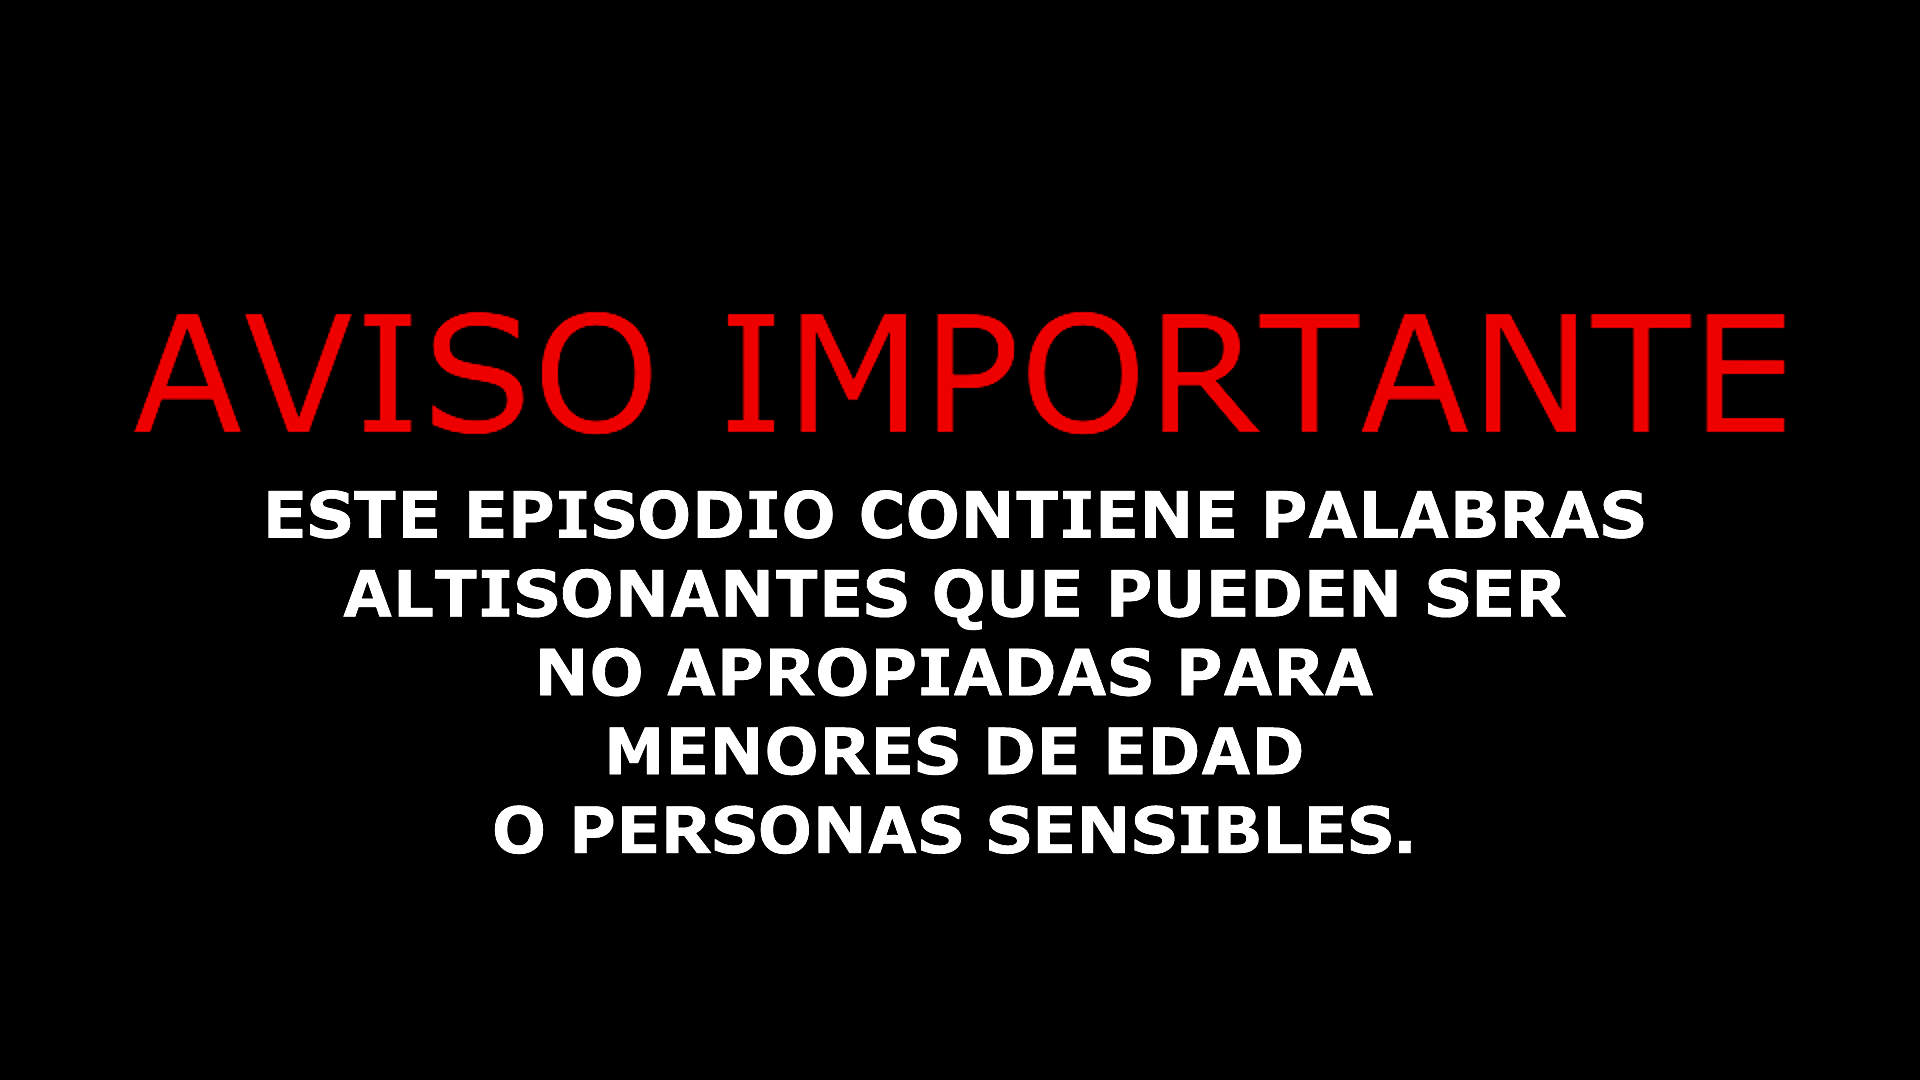 AVISO IMPORTANTE
ESTE EPISODIO CONTIENE PALABRAS
ALTISONANTES QUE PUEDEN SER
NO APROPIADAS PARA
MENORES DE EDAD
O PERSONAS SENSIBLES.